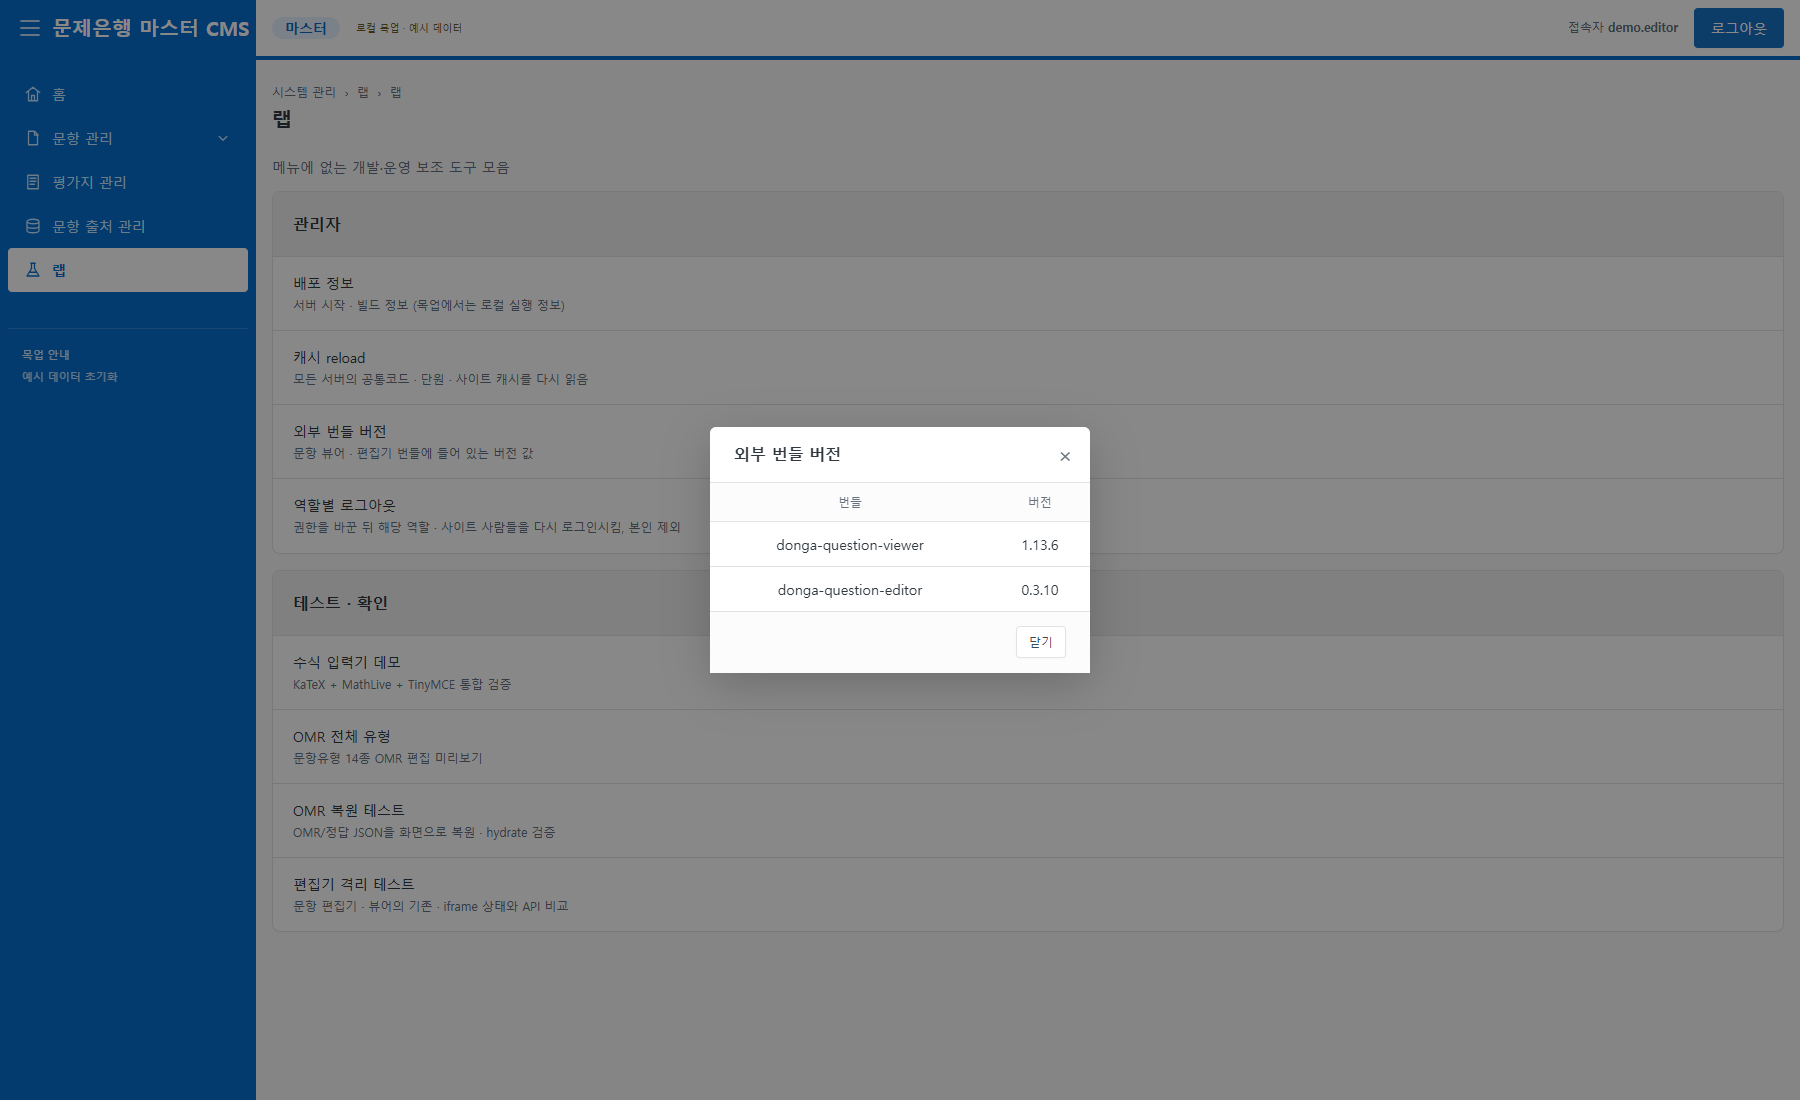 문제은행 마스터 CMS
마스터
로컬 목업 · 예시 데이터
접속자 demo.editor
로그아웃
홈
문항 관리
평가지 관리
문항 출처 관리
랩
목업 안내
예시 데이터 초기화
시스템 관리 › 랩 › 랩
랩
메뉴에 없는 개발·운영 보조 도구 모음
관리자
배포 정보
서버 시작 · 빌드 정보 (목업에서는 로컬 실행 정보)
캐시 reload
모든 서버의 공통코드 · 단원 · 사이트 캐시를 다시 읽음
외부 번들 버전
문항 뷰어 · 편집기 번들에 들어 있는 버전 값
역할별 로그아웃
권한을 바꾼 뒤 해당 역할 · 사이트 사람들을 다시 로그인시킴, 본인 제외
테스트 · 확인
수식 입력기 데모
KaTeX + MathLive + TinyMCE 통합 검증
OMR 전체 유형
문항유형 14종 OMR 편집 미리보기
OMR 복원 테스트
OMR/정답 JSON을 화면으로 복원 · hydrate 검증
편집기 격리 테스트
문항 편집기 · 뷰어의 기존 · iframe 상태와 API 비교
외부 번들 버전
×
번들 버전
donga-question-viewer 1.13.6
donga-question-editor 0.3.10
닫기